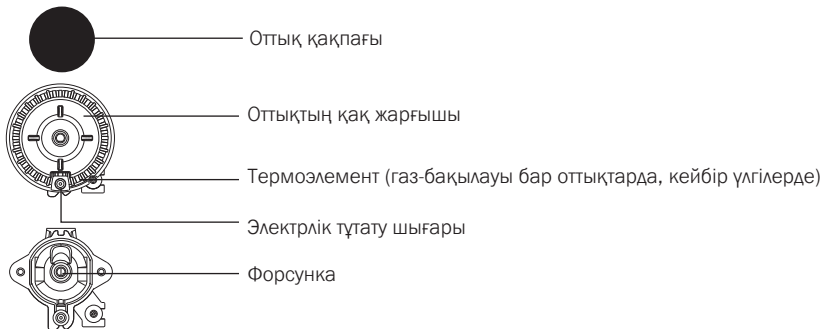 Оттық қақпағы
Оттықтың қақ жарғышы
Термоэлемент (газ-бақылауы бар оттықтарда, кейбір үлгілерде)
Электрлік тұтату шығары
Форсунка